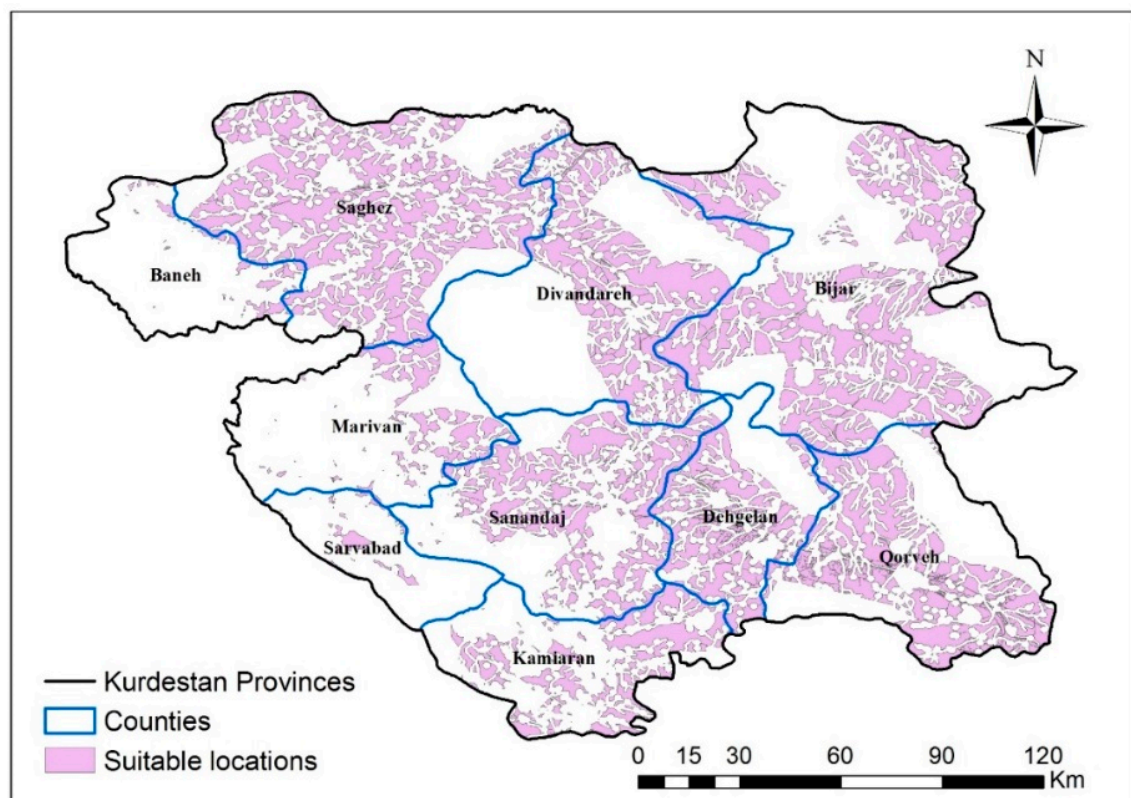 N
Saghez
Baneh
Divandareh
Bijar
Marivan
Sanandaj
Dehgelan
Sarvabad
Qorveh
Kamiaran
Kurdestan Provinces
Counties
Suitable locations
0 15 30 60 90 120
Km